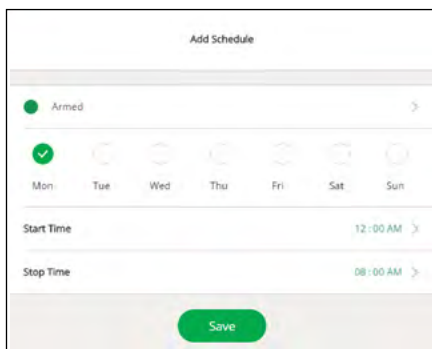 Add Schedule
Armed
Mon Tue Wed Thu Fri Sat Sun
Start Time 12 : 00 AM
Stop Time 08 : 00 AM
Save